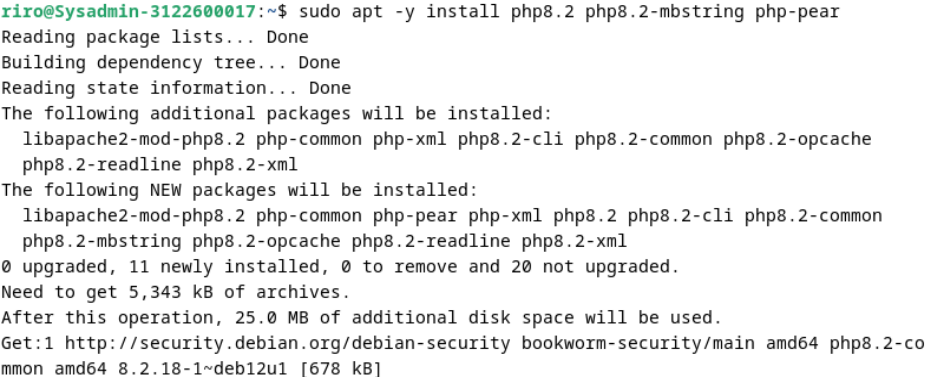 riro@Sysadmin-3122600017:~$ sudo apt -y install php8.2 php8.2-mbstring php-pear
Reading package lists... Done
Building dependency tree... Done
Reading state information... Done
The following additional packages will be installed:
  libapache2-mod-php8.2 php-common php-xml php8.2-cli php8.2-common php8.2-opcache
  php8.2-readline php8.2-xml
The following NEW packages will be installed:
  libapache2-mod-php8.2 php-common php-pear php-xml php8.2 php8.2-cli php8.2-common
  php8.2-mbstring php8.2-opcache php8.2-readline php8.2-xml
0 upgraded, 11 newly installed, 0 to remove and 20 not upgraded.
Need to get 5,343 kB of archives.
After this operation, 25.0 MB of additional disk space will be used.
Get:1 http://security.debian.org/debian-security bookworm-security/main amd64 php8.2-co
mmon amd64 8.2.18-1~deb12u1 [678 kB]